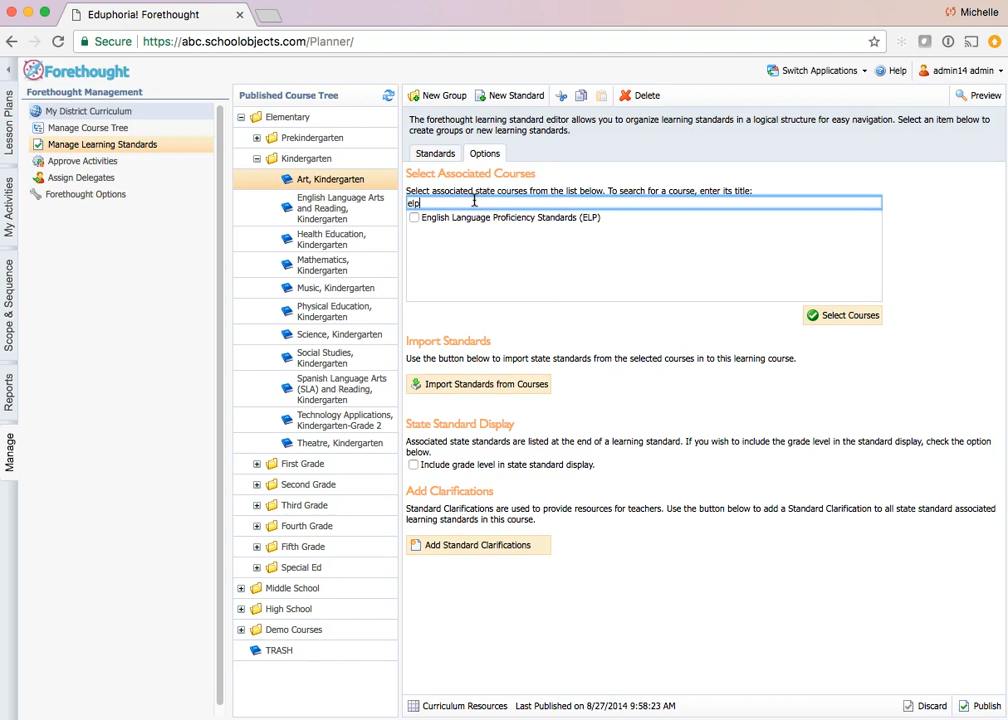 Eduphoria! Forethought
Michelle
Secure
https://abc.schoolobjects.com/Planner/
Forethought
Switch Applications
Help
admin14 admin
Forethought Management
My District Curriculum
Manage Course Tree
Manage Learning Standards
Approve Activities
Assign Delegates
Forethought Options
Lesson Plans
My Activities
Scope & Sequence
Reports
Manage
Published Course Tree
Elementary
Prekindergarten
Kindergarten
Art, Kindergarten
English Language Arts
and Reading,
Kindergarten
Health Education,
Kindergarten
Mathematics,
Kindergarten
Music, Kindergarten
Physical Education,
Kindergarten
Science, Kindergarten
Social Studies,
Kindergarten
Spanish Language Arts
(SLA) and Reading,
Kindergarten
Technology Applications,
Kindergarten-Grade 2
Theatre, Kindergarten
First Grade
Second Grade
Third Grade
Fourth Grade
Fifth Grade
Special Ed
Middle School
High School
Demo Courses
TRASH
New Group
New Standard
Delete
Preview
The forethought learning standard editor allows you to organize learning standards in a logical structure for easy navigation. Select an item below to
create groups or new learning standards.
Standards
Options
Select Associated Courses
Select associated state courses from the list below. To search for a course, enter its title:
elp
English Language Proficiency Standards (ELP)
Select Courses
Import Standards
Use the button below to import state standards from the selected courses in to this learning course.
Import Standards from Courses
State Standard Display
Associated state standards are listed at the end of a learning standard. If you wish to include the grade level in the standard display, check the option
below.
Include grade level in state standard display.
Add Clarifications
Standard Clarifications are used to provide resources for teachers. Use the button below to add a Standard Clarification to all state standard associated
learning standards in this course.
Add Standard Clarifications
Curriculum Resources
Last Published on 8/27/2014 9:58:23 AM
Discard
Publish